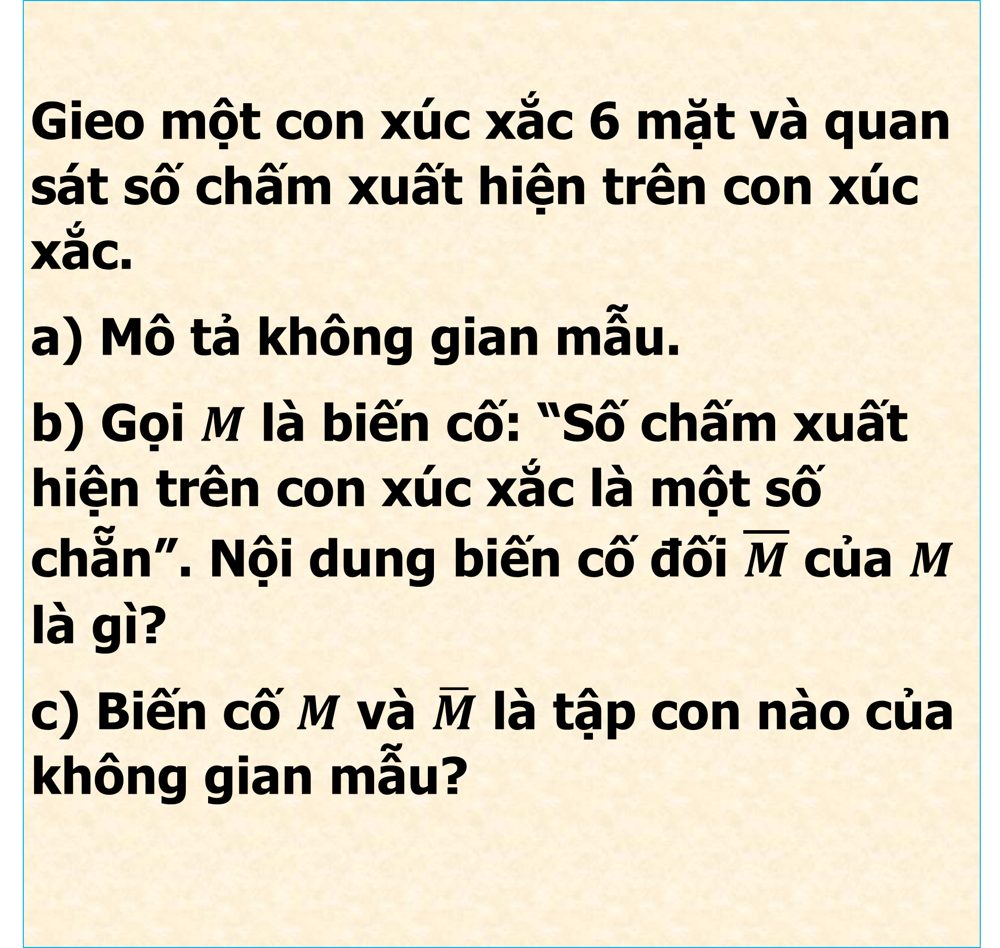 Gieo một con xúc xắc 6 mặt và quan
sát số chấm xuất hiện trên con xúc
xắc.
a) Mô tả không gian mẫu.
b) Gọi M là biến cố: “Số chấm xuất
hiện trên con xúc xắc là một số
chẵn”. Nội dung biến cố đối M̅ của M
là gì?
c) Biến cố M và M̅ là tập con nào của
không gian mẫu?